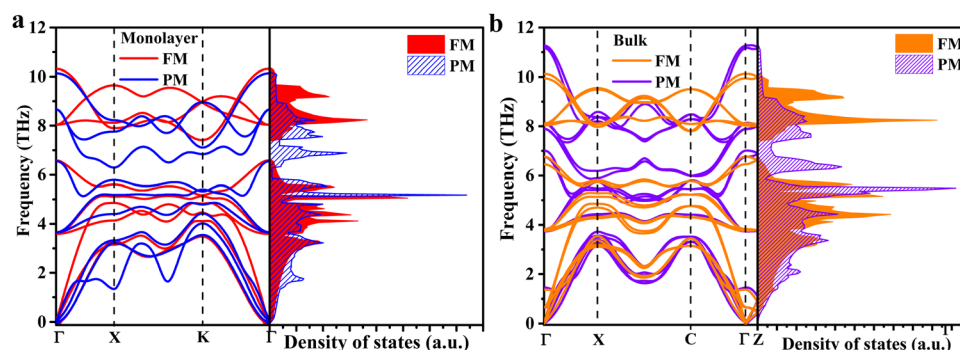 a
Monolayer
FM
PM
FM
PM
Frequency (THz)
12
10
8
6
4
2
0
Γ
X
K
Γ
Density of states (a.u.)
b
Bulk
FM
PM
FM
PM
Frequency (THz)
12
10
8
6
4
2
0
Γ
X
C
Γ
Z
Density of states (a.u.)
1